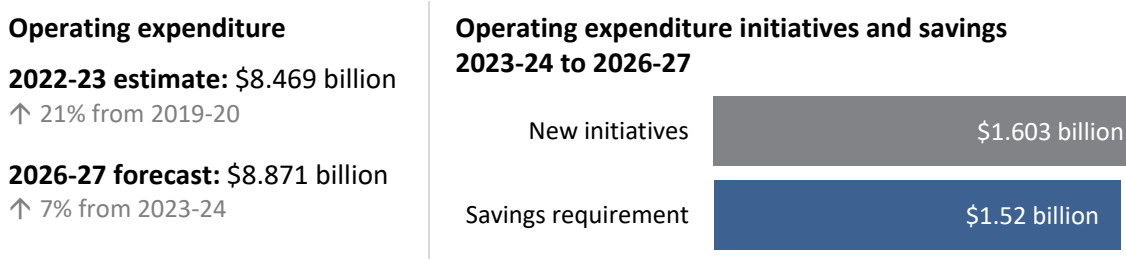 Operating expenditure
2022-23 estimate: $8.469 billion
↑ 21% from 2019-20
2026-27 forecast: $8.871 billion
↑ 7% from 2023-24
Operating expenditure initiatives and savings
2023-24 to 2026-27
New initiatives
$1.603 billion
Savings requirement
$1.52 billion